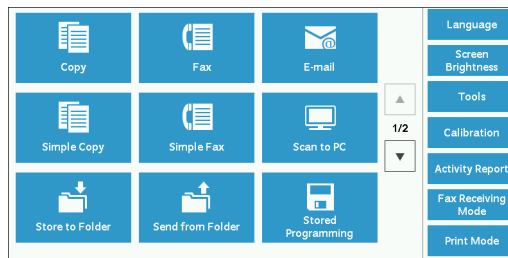 Copy
Fax
E-mail
Simple Copy
Simple Fax
Scan to PC
Store to Folder
Send from Folder
Stored
Programming
1/2
Language
Screen
Brightness
Tools
Calibration
Activity Report
Fax Receiving
Mode
Print Mode